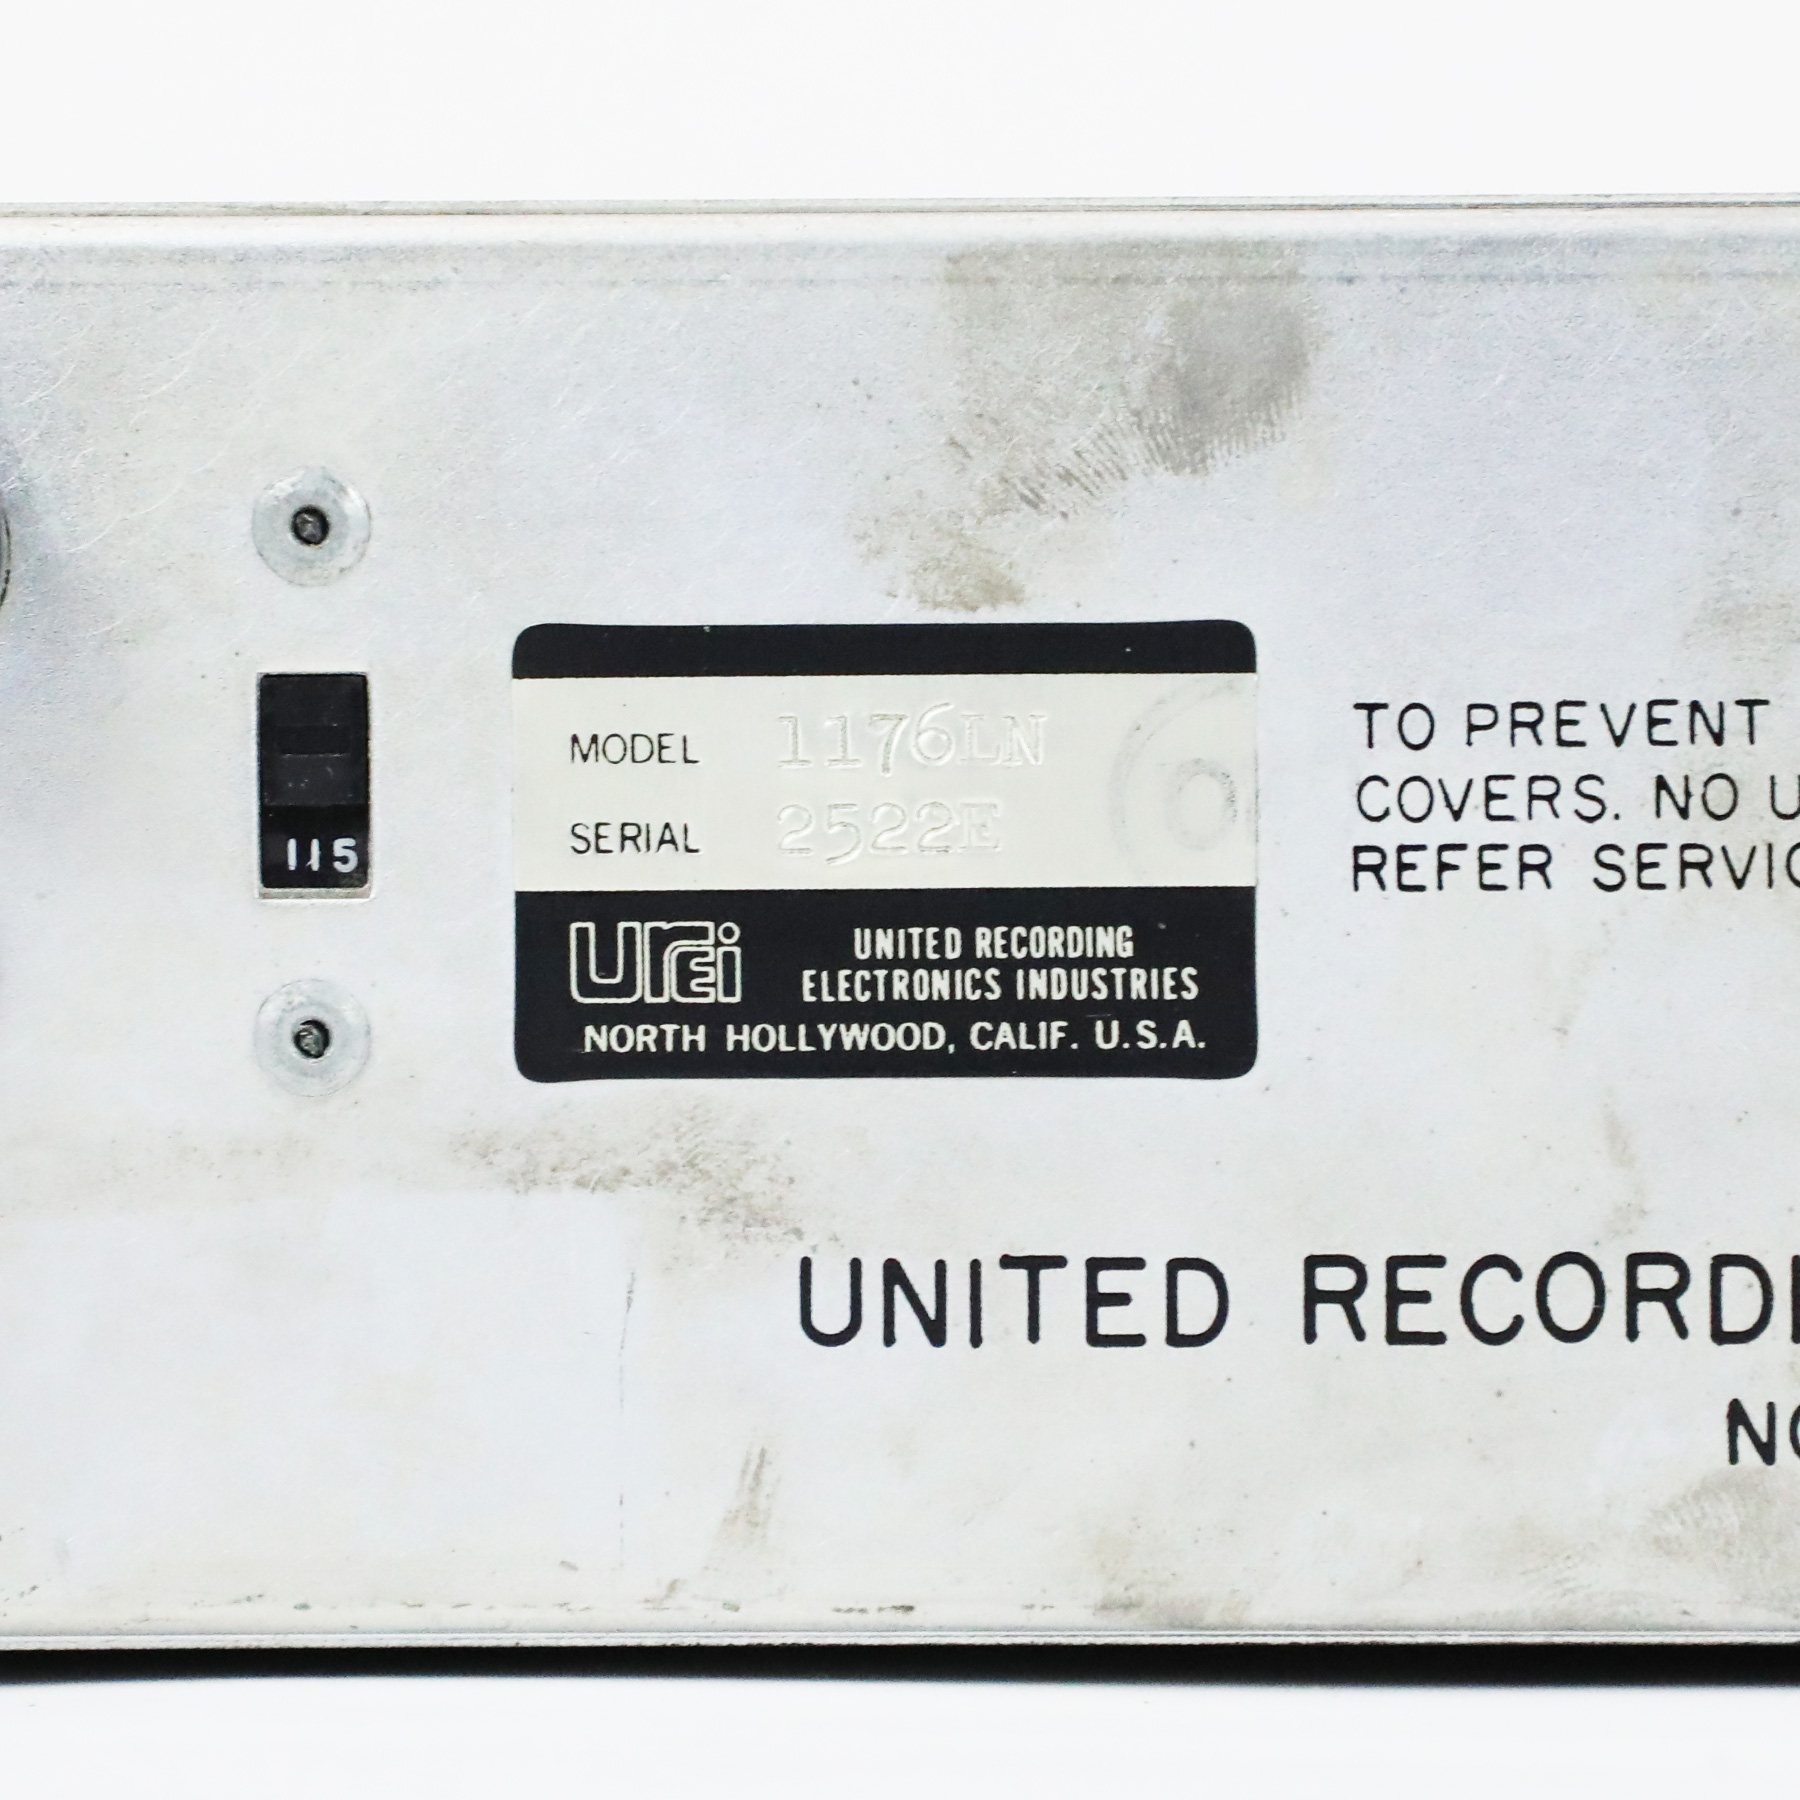 115
MODEL 1176LN
SERIAL 2522E
urei UNITED RECORDING
ELECTRONICS INDUSTRIES
NORTH HOLLYWOOD, CALIF. U.S.A.
TO PREVENT
COVERS. NO U
REFER SERVIC
UNITED RECORDI
NO